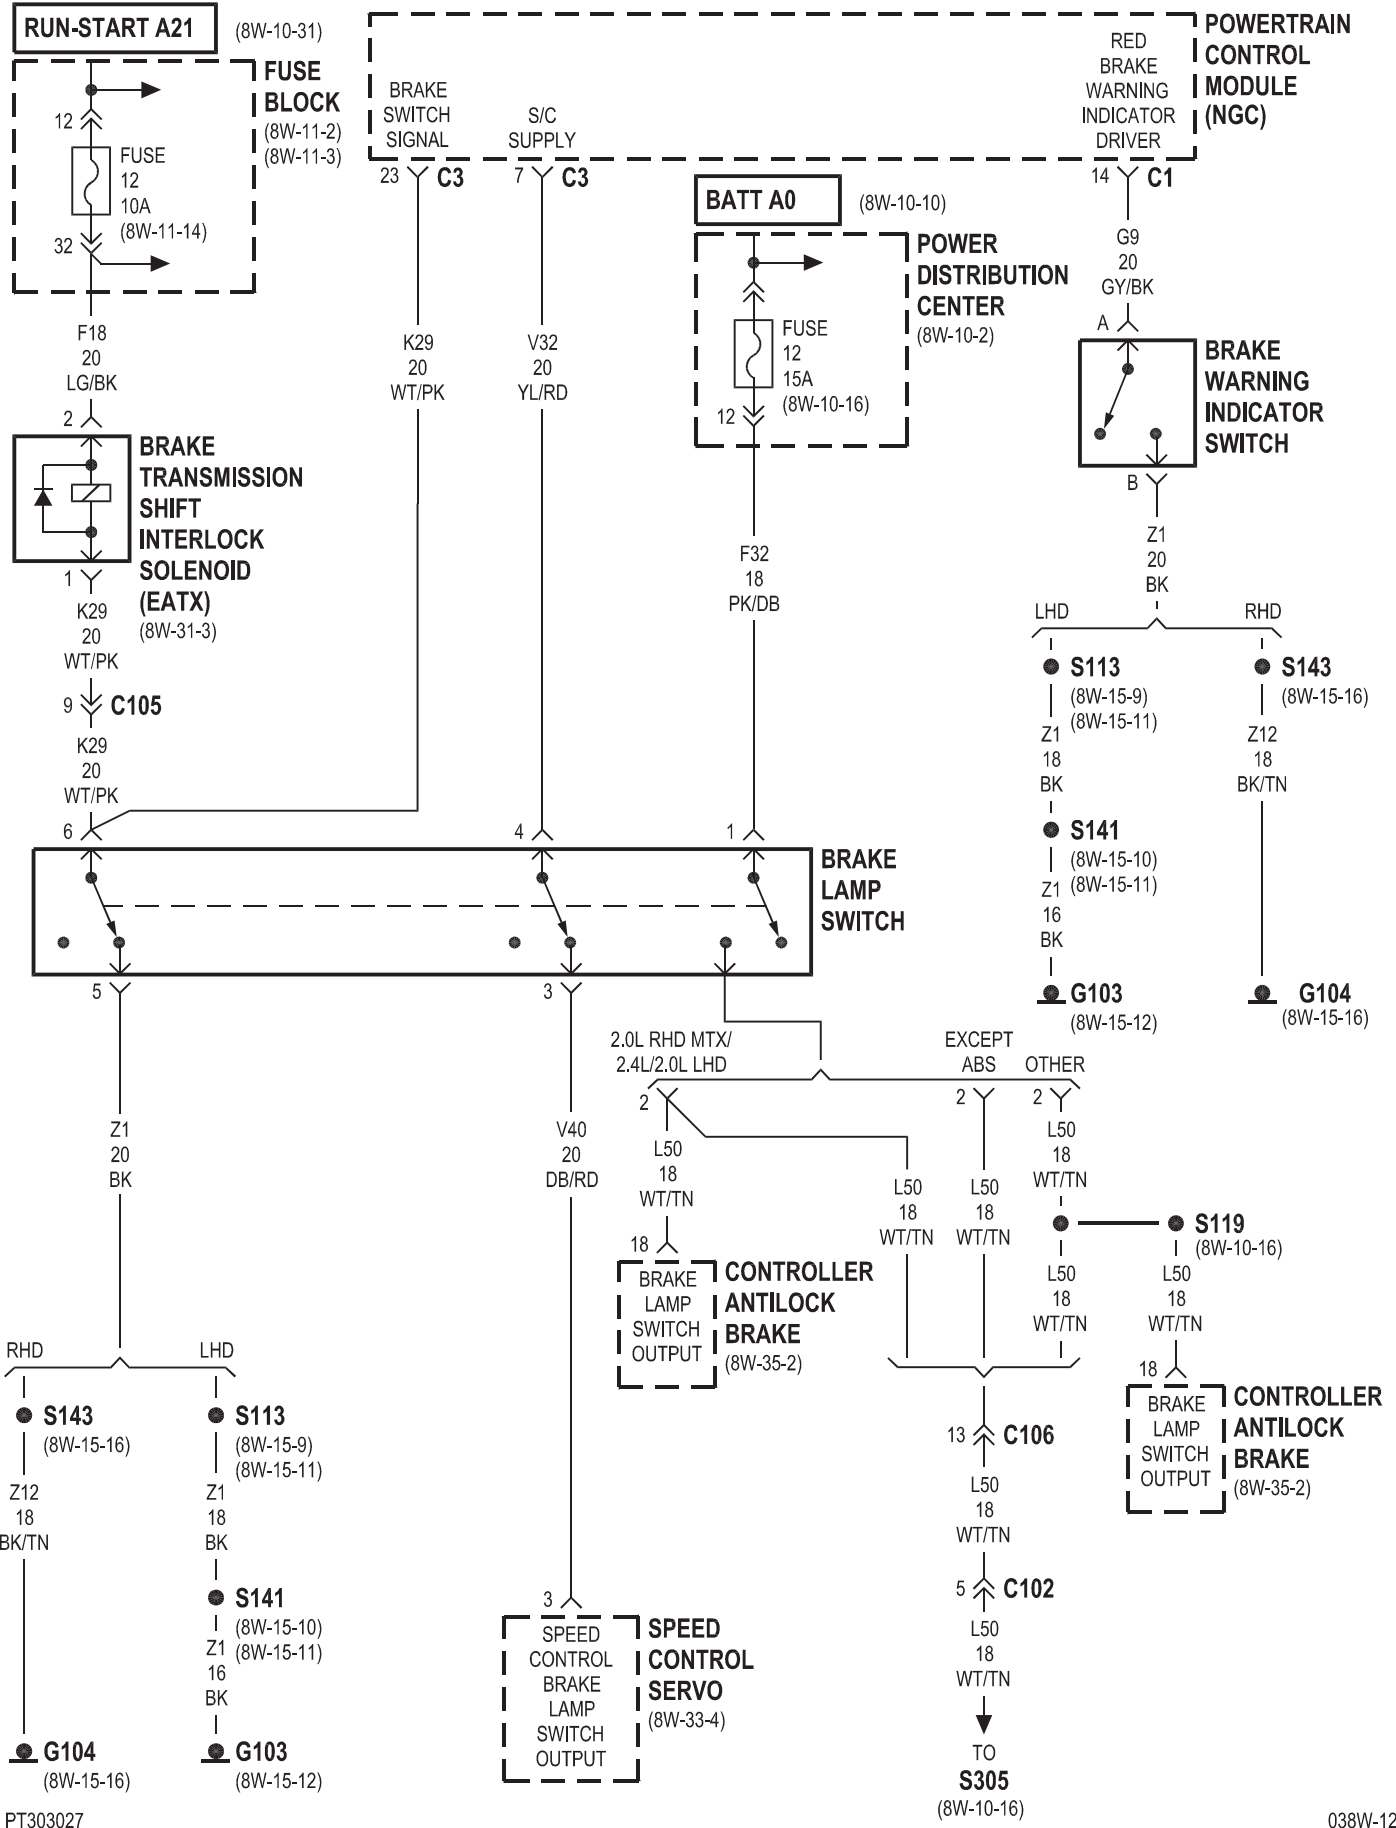 RUN-START A21
(8W-10-31)
FUSE
BLOCK
(8W-11-2)
(8W-11-3)
12
FUSE
12
10A
(8W-11-14)
32
F18
20
LG/BK
2
BRAKE
TRANSMISSION
SHIFT
INTERLOCK
SOLENOID
(EATX)
(8W-31-3)
1
K29
20
WT/PK
9
C105
K29
20
WT/PK
6
BRAKE
SWITCH
SIGNAL
S/C
SUPPLY
RED
BRAKE
WARNING
INDICATOR
DRIVER
POWERTRAIN
CONTROL
MODULE
(NGC)
23
C3
7
C3
14
C1
K29
20
WT/PK
V32
20
YL/RD
4
BATT A0
(8W-10-10)
POWER
DISTRIBUTION
CENTER
(8W-10-2)
FUSE
12
15A
(8W-10-16)
12
F32
18
PK/DB
1
G9
20
GY/BK
A
BRAKE
WARNING
INDICATOR
SWITCH
B
Z1
20
BK
LHD
RHD
S113
(8W-15-9)
(8W-15-11)
Z1
18
BK
S141
(8W-15-10)
(8W-15-11)
Z1
16
BK
G103
(8W-15-12)
S143
(8W-15-16)
Z12
18
BK/TN
G104
(8W-15-16)
BRAKE
LAMP
SWITCH
5
3
Z1
20
BK
RHD
LHD
S143
(8W-15-16)
Z12
18
BK/TN
G104
(8W-15-16)
S113
(8W-15-9)
(8W-15-11)
Z1
18
BK
S141
(8W-15-10)
(8W-15-11)
Z1
16
BK
G103
(8W-15-12)
V40
20
DB/RD
3
SPEED
CONTROL
BRAKE
LAMP
SWITCH
OUTPUT
SPEED
CONTROL
SERVO
(8W-33-4)
2.0L RHD MTX/
2.4L/2.0L LHD
EXCEPT
ABS
OTHER
2
2
2
L50
18
WT/TN
18
BRAKE
LAMP
SWITCH
OUTPUT
CONTROLLER
ANTILOCK
BRAKE
(8W-35-2)
L50
18
WT/TN
L50
18
WT/TN
L50
18
WT/TN
S119
(8W-10-16)
L50
18
WT/TN
L50
18
WT/TN
18
BRAKE
LAMP
SWITCH
OUTPUT
CONTROLLER
ANTILOCK
BRAKE
(8W-35-2)
13
C106
L50
18
WT/TN
5
C102
L50
18
WT/TN
TO
S305
(8W-10-16)
PT303027
038W-12